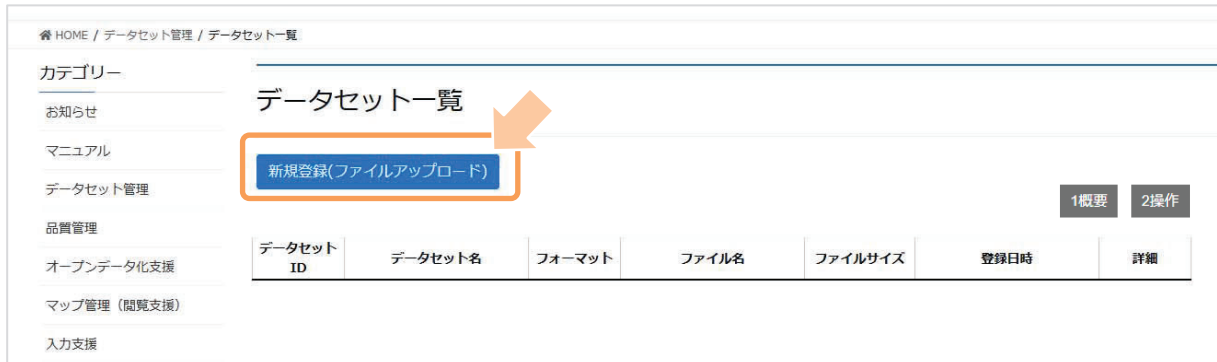 HOME / データセット管理 / データセット一覧
カテゴリー
お知らせ
マニュアル
データセット管理
品質管理
オープンデータ化支援
マップ管理（閲覧支援）
入力支援
データセット一覧
新規登録(ファイルアップロード)
1概要 2操作
データセットID データセット名 フォーマット ファイル名 ファイルサイズ 登録日時 詳細